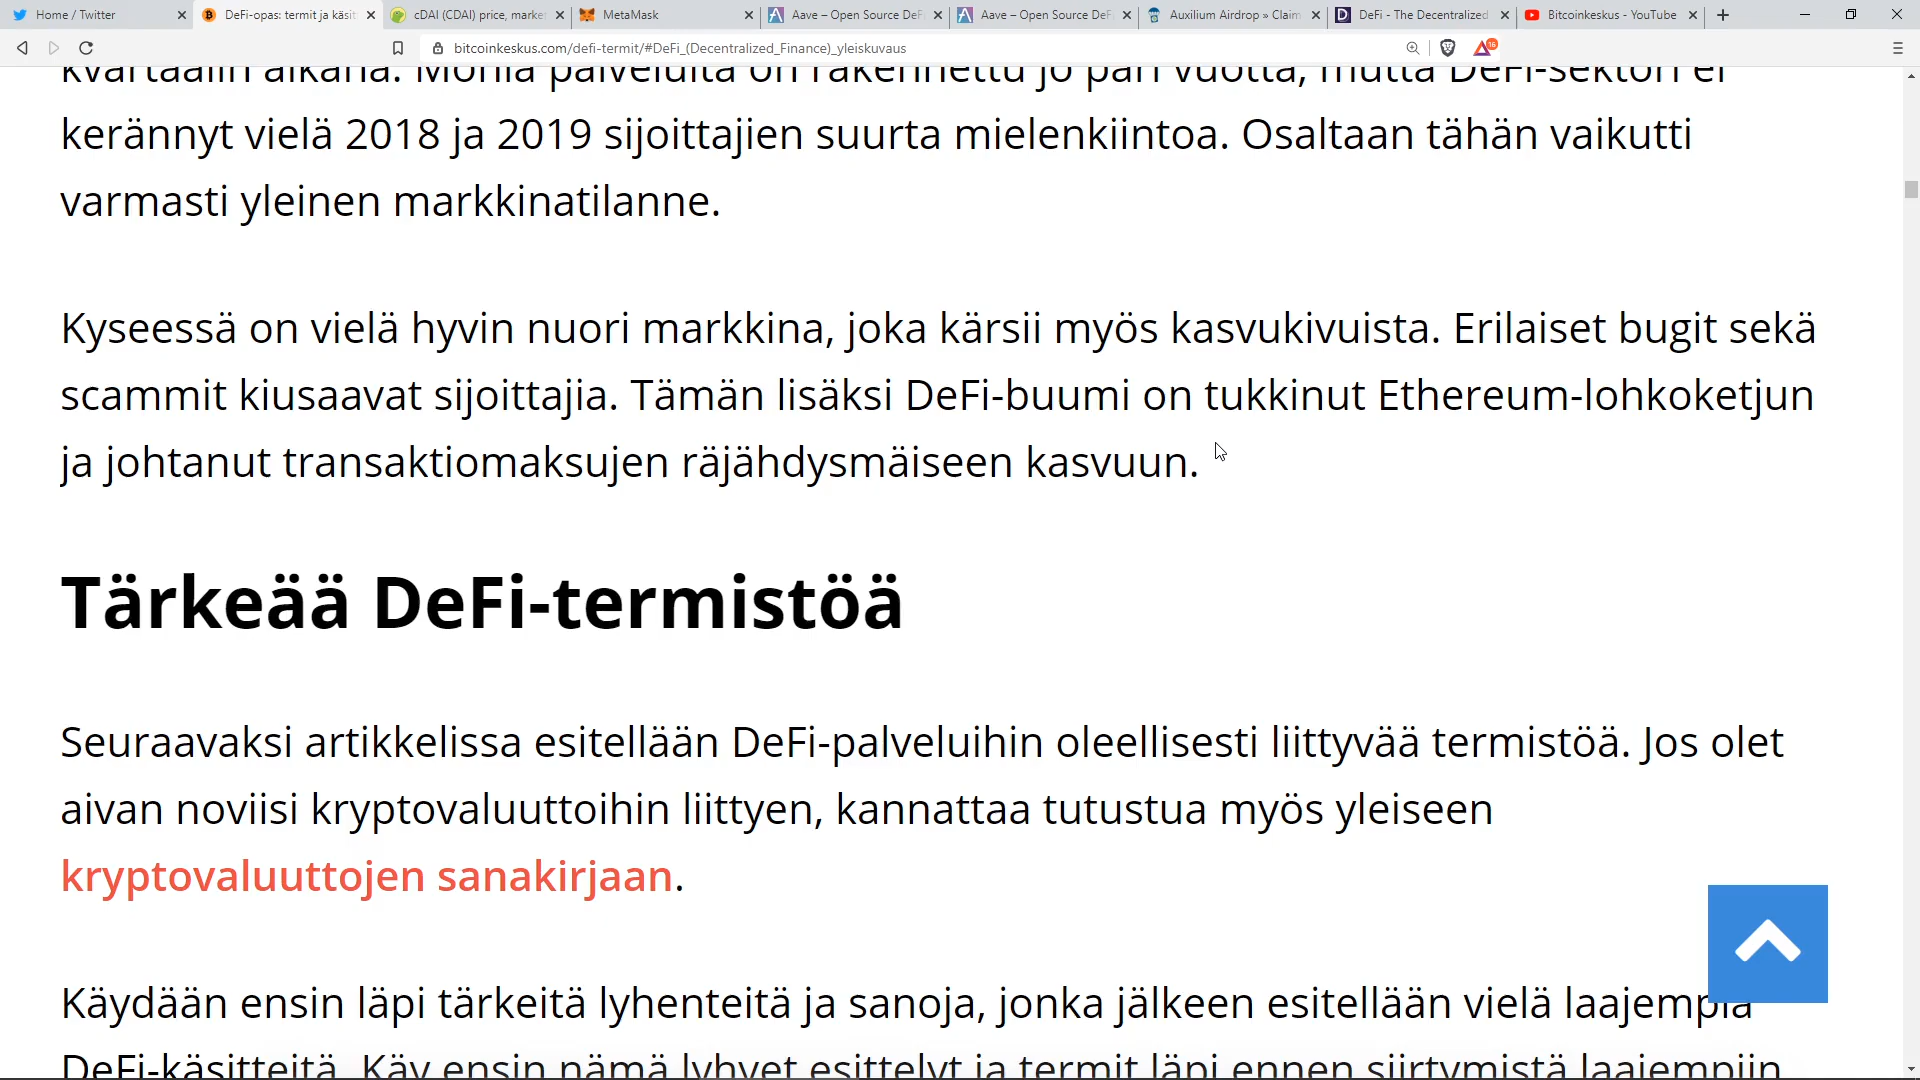 Home / Twitter
DeFi-opas: termit ja käsit
cDAI (CDAI) price, marke
MetaMask
Aave – Open Source DeF
Aave – Open Source DeF
Auxilium Airdrop » Claim
DeFi - The Decentralized
Bitcoinkeskus - YouTube
bitcoinkeskus.com/defi-termit/#DeFi_(Decentralized_Finance)_yleiskuvaus
16
kvartaalin aikana. Monia palveluita on rakennettu jo pari vuotta, mutta DeFi-sektori ei
kerännyt vielä 2018 ja 2019 sijoittajien suurta mielenkiintoa. Osaltaan tähän vaikutti
varmasti yleinen markkinatilanne.
Kyseessä on vielä hyvin nuori markkina, joka kärsii myös kasvukivuista. Erilaiset bugit sekä
scammit kiusaavat sijoittajia. Tämän lisäksi DeFi-buumi on tukkinut Ethereum-lohkoketjun
ja johtanut transaktiomaksujen räjähdysmäiseen kasvuun.
Tärkeää DeFi-termistöä
Seuraavaksi artikkelissa esitellään DeFi-palveluihin oleellisesti liittyvää termistöä. Jos olet
aivan noviisi kryptovaluuttoihin liittyen, kannattaa tutustua myös yleiseen
kryptovaluuttojen sanakirjaan.
Käydään ensin läpi tärkeitä lyhenteitä ja sanoja, jonka jälkeen esitellään vielä laajempia
DeFi-käsitteitä. Käy ensin nämä lyhyet esittelyt ja termit läpi ennen siirtymistä laajempiin